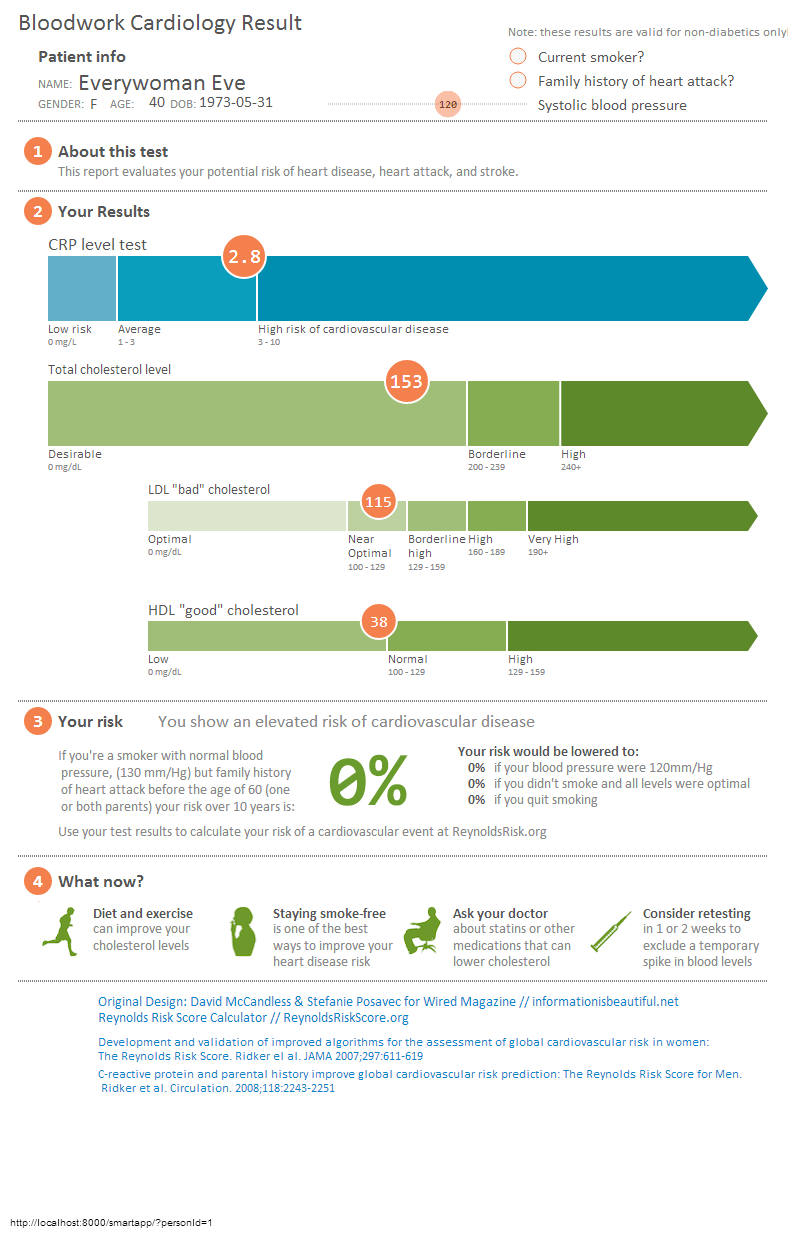 Bloodwork Cardiology Result
Note: these results are valid for non-diabetics only
Patient info
Current smoker?
NAME: Everywoman Eve
Family history of heart attack?
GENDER: F AGE: 40 DOB: 1973-05-31
120
Systolic blood pressure
1 About this test
This report evaluates your potential risk of heart disease, heart attack, and stroke.
2 Your Results
CRP level test
2.8
Low risk Average High risk of cardiovascular disease
0 mg/L 1 - 3 3 - 10
Total cholesterol level
153
Desirable Borderline High
0 mg/dL 200 - 239 240+
LDL "bad" cholesterol
115
Optimal Near Borderline High Very High
0 mg/dL Optimal high 160 - 189 190+
100 - 129 129 - 159
HDL "good" cholesterol
38
Low Normal High
0 mg/dL 100 - 129 129 - 159
3 Your risk You show an elevated risk of cardiovascular disease
If you're a smoker with normal blood
pressure, (130 mm/Hg) but family history
of heart attack before the age of 60 (one
or both parents) your risk over 10 years is:
0%
Your risk would be lowered to:
0% if your blood pressure were 120mm/Hg
0% if you didn't smoke and all levels were optimal
0% if you quit smoking
Use your test results to calculate your risk of a cardiovascular event at ReynoldsRisk.org
4 What now?
Diet and exercise
can improve your
cholesterol levels
Staying smoke-free
is one of the best
ways to improve your
heart disease risk
Ask your doctor
about statins or other
medications that can
lower cholesterol
Consider retesting
in 1 or 2 weeks to
exclude a temporary
spike in blood levels
Original Design: David McCandless & Stefanie Posavec for Wired Magazine // informationisbeautiful.net
Reynolds Risk Score Calculator // ReynoldsRiskScore.org
Development and validation of improved algorithms for the assessment of global cardiovascular risk in women:
The Reynolds Risk Score. Ridker el al. JAMA 2007;297:611-619
C-reactive protein and parental history improve global cardiovascular risk prediction: The Reynolds Risk Score for Men.
Ridker et al. Circulation. 2008;118:2243-2251
http://localhost:8000/smartapp/?personId=1